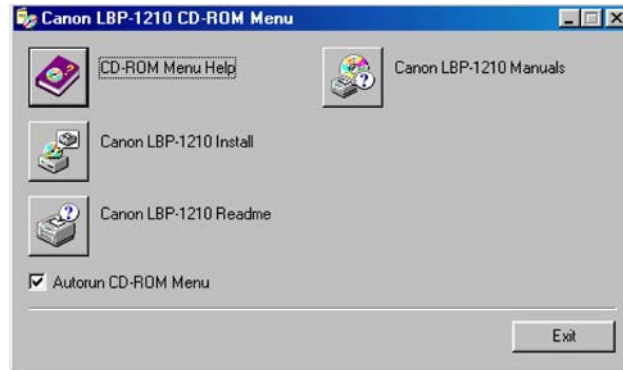 Canon LBP-1210 CD-ROM Menu
CD-ROM Menu Help
Canon LBP-1210 Manuals
Canon LBP-1210 Install
Canon LBP-1210 Readme
Autorun CD-ROM Menu
Exit